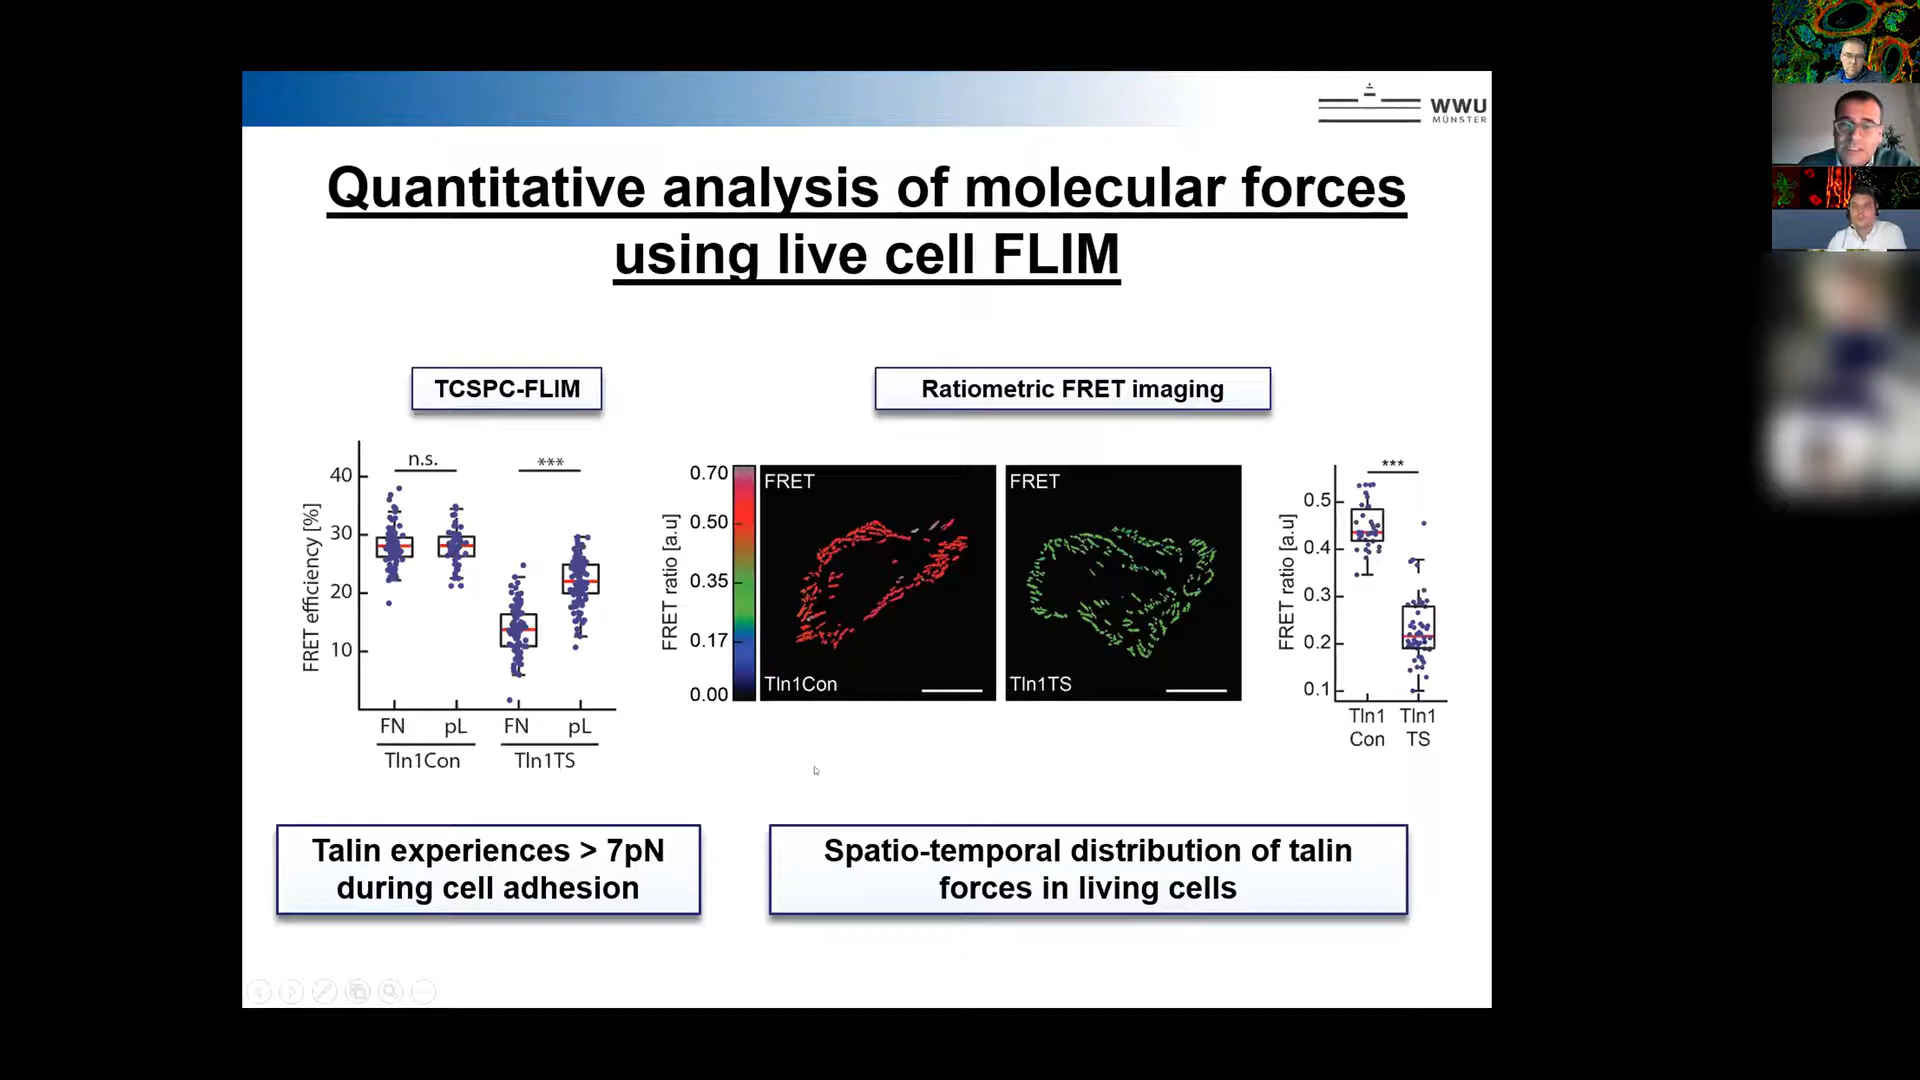 WWU
MÜNSTER
Quantitative analysis of molecular forces
using live cell FLIM
TCSPC-FLIM
Ratiometric FRET imaging
FRET efficiency [%]
40
30
20
10
n.s.
***
FN
pL
FN
pL
Tln1Con
Tln1TS
FRET ratio [a.u]
0.70
0.50
0.35
0.17
0.00
FRET
Tln1Con
FRET
Tln1TS
FRET ratio [a.u]
0.5
0.4
0.3
0.2
0.1
***
Tln1
Con
Tln1
TS
Talin experiences > 7pN
during cell adhesion
Spatio-temporal distribution of talin
forces in living cells